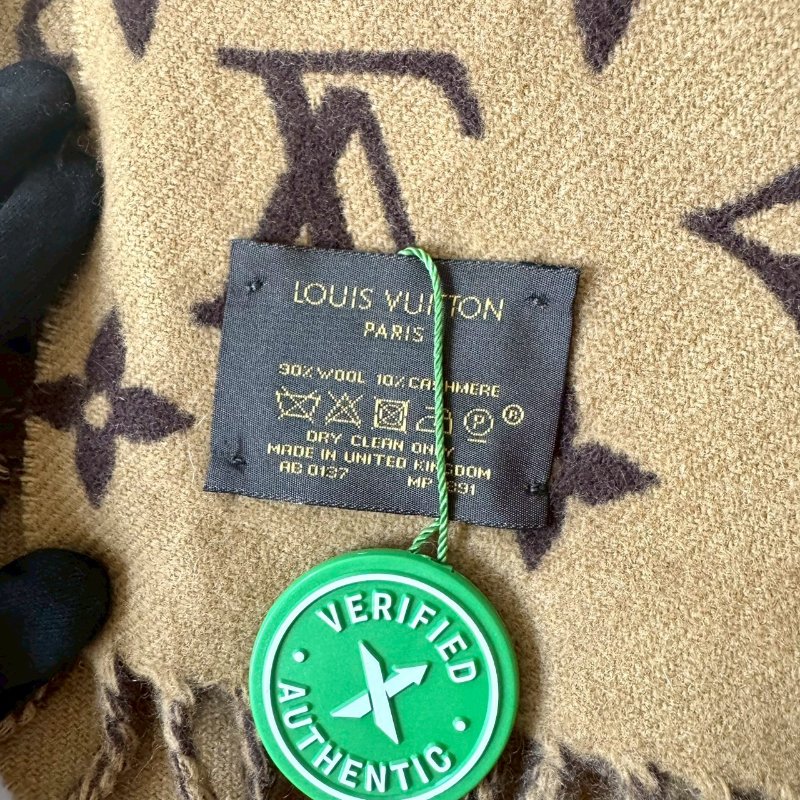 LOUIS VUITTON
PARIS
90% WOOL 10% CASHMERE
P R
DRY CLEAN ONLY
MADE IN UNITED KINGDOM
AB 0137
VERIFIED
AUTHENTIC